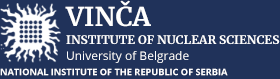 VINČA
INSTITUTE OF NUCLEAR SCIENCES
University of Belgrade
NATIONAL INSTITUTE OF THE REPUBLIC OF SERBIA